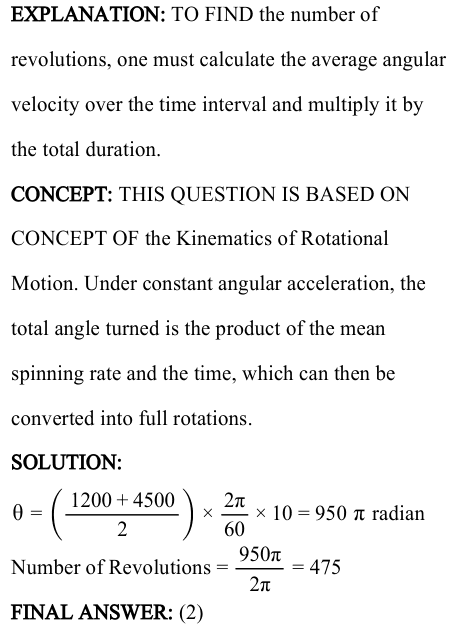 EXPLANATION: TO FIND the number of
revolutions, one must calculate the average angular
velocity over the time interval and multiply it by
the total duration.
CONCEPT: THIS QUESTION IS BASED ON
CONCEPT OF the Kinematics of Rotational
Motion. Under constant angular acceleration, the
total angle turned is the product of the mean
spinning rate and the time, which can then be
converted into full rotations.
SOLUTION:
θ = ( (1200 + 4500) / 2 ) × 2π/60 × 10 = 950 π radian
Number of Revolutions = 950π/2π = 475
FINAL ANSWER: (2)